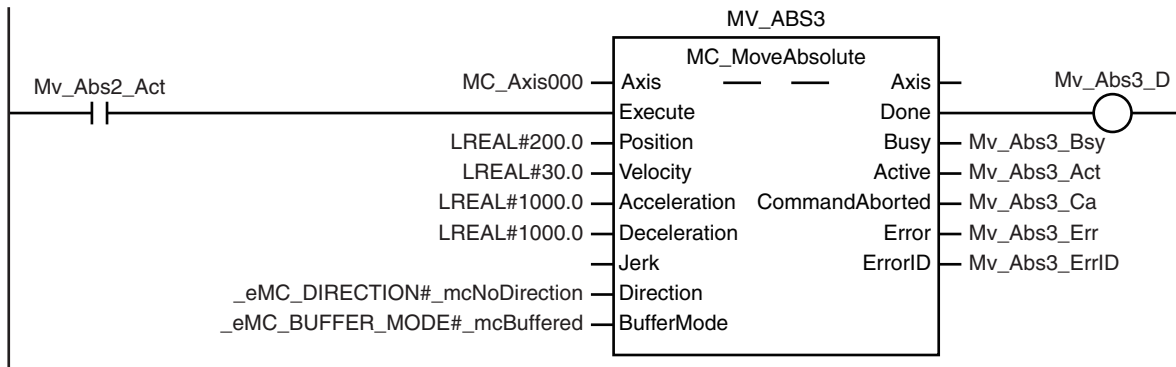 MV_ABS3
MC_MoveAbsolute
Mv_Abs2_Act
MC_Axis000 Axis Axis Mv_Abs3_D
Execute Done
LREAL#200.0 Position Busy Mv_Abs3_Bsy
LREAL#30.0 Velocity Active Mv_Abs3_Act
LREAL#1000.0 Acceleration CommandAborted Mv_Abs3_Ca
LREAL#1000.0 Deceleration Error Mv_Abs3_Err
Jerk ErrorID Mv_Abs3_ErrID
_eMC_DIRECTION#_mcNoDirection Direction
_eMC_BUFFER_MODE#_mcBuffered BufferMode